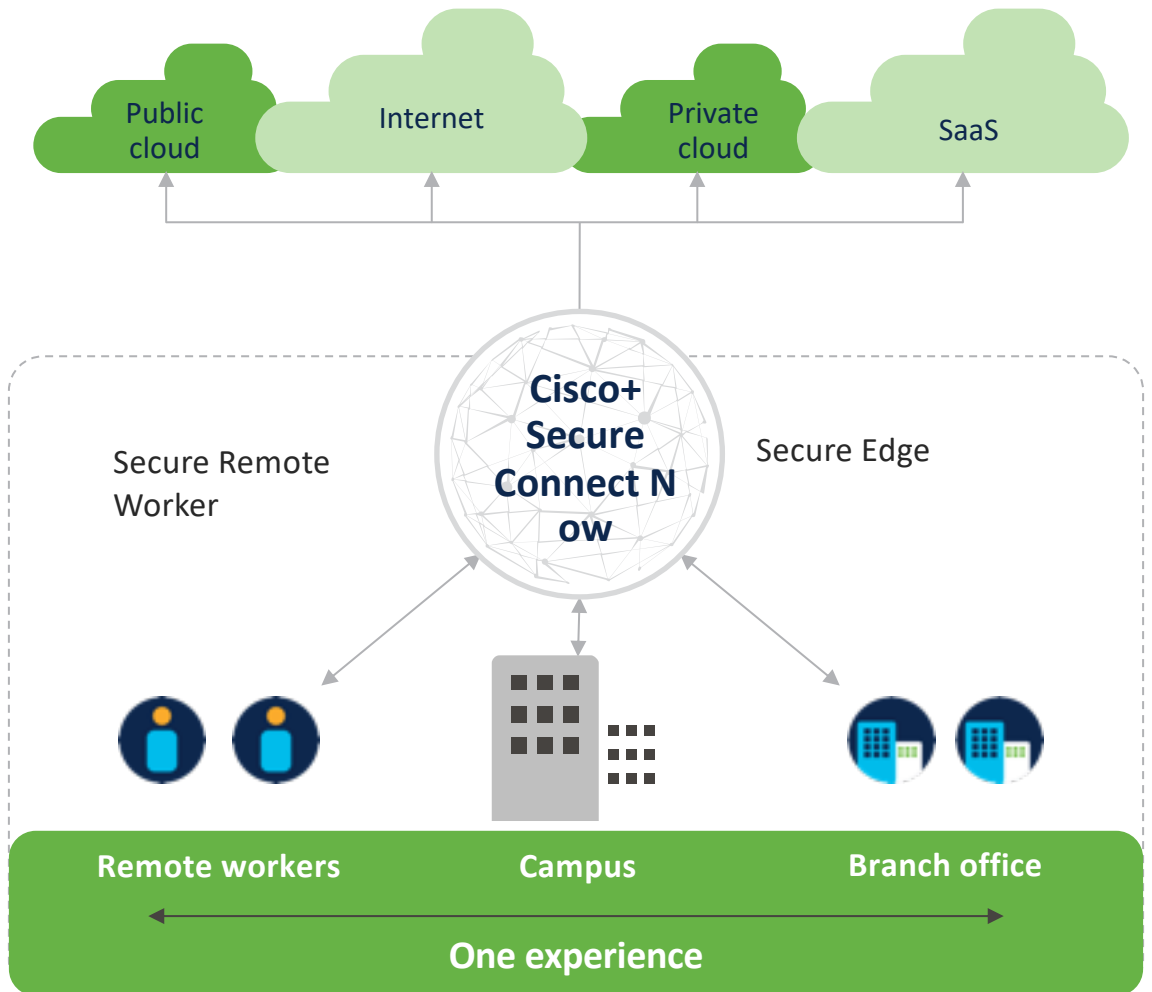 Public
cloud
Internet
Private
cloud
SaaS
Cisco+
Secure
Connect N
ow
Secure Remote
Worker
Secure Edge
Remote workers
Campus
Branch office
One experience